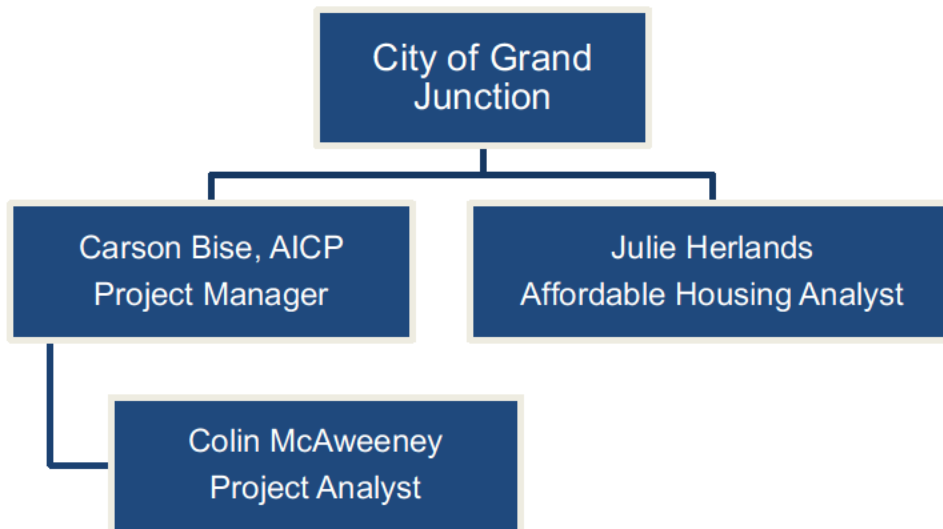 City of Grand
Junction
Carson Bise, AICP
Project Manager
Julie Herlands
Affordable Housing Analyst
Colin McAweeney
Project Analyst